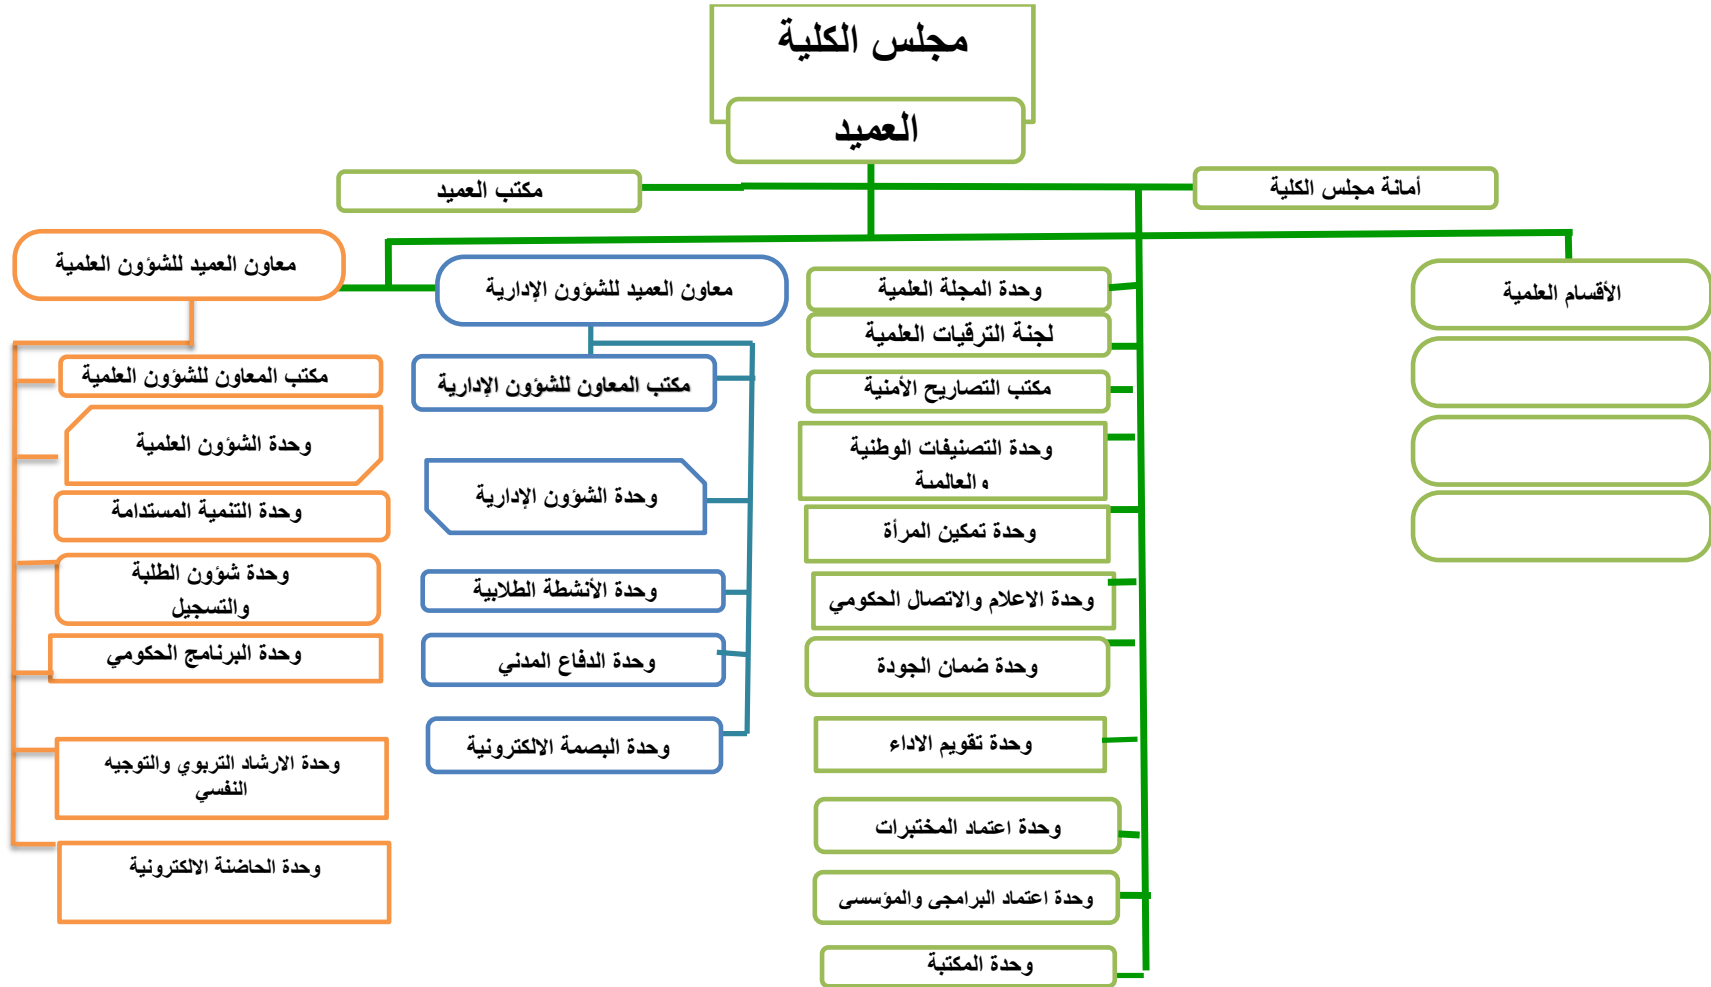 مجلس الكلية
العميد
أمانة مجلس الكلية
مكتب العميد
الأقسام العلمية
وحدة المجلة العلمية
لجنة الترقيات العلمية
مكتب التصاريح الأمنية
وحدة التصنيفات الوطنية
والعالمية
وحدة تمكين المرأة
وحدة الاعلام والاتصال الحكومي
وحدة ضمان الجودة
وحدة تقويم الاداء
وحدة اعتماد المختبرات
وحدة اعتماد البرامجي والمؤسسي
وحدة المكتبة
معاون العميد للشؤون الإدارية
مكتب المعاون للشؤون الإدارية
وحدة الشؤون الإدارية
وحدة الأنشطة الطلابية
وحدة الدفاع المدني
وحدة البصمة الالكترونية
معاون العميد للشؤون العلمية
مكتب المعاون للشؤون العلمية
وحدة الشؤون العلمية
وحدة التنمية المستدامة
وحدة شؤون الطلبة
والتسجيل
وحدة البرنامج الحكومي
وحدة الارشاد التربوي والتوجيه
النفسي
وحدة الحاضنة الالكترونية